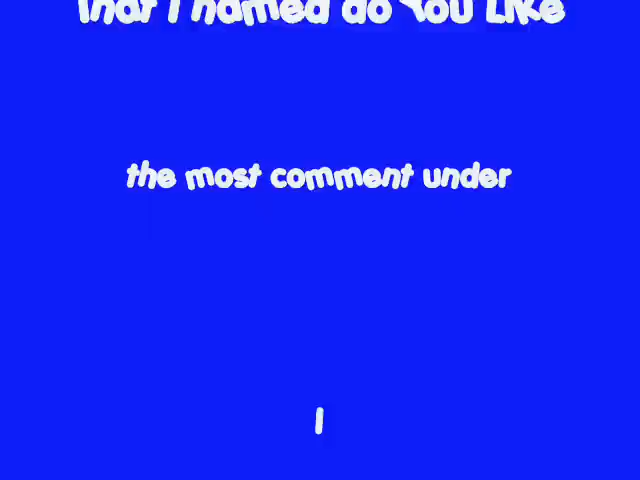 that I named do You Like
the most comment under
I